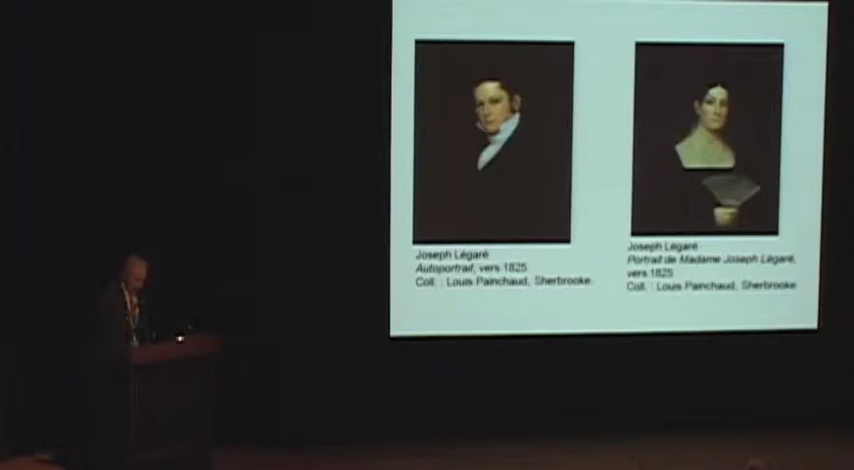 Joseph Légaré
Autoportrait, vers 1825
Coll. : Louis Painchaud, Sherbrooke.
Joseph Légaré
Portrait de Madame Joseph Légaré,
vers 1825
Coll. : Louis Painchaud, Sherbrooke